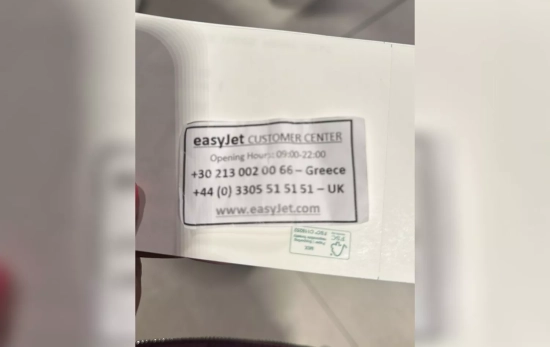 easyJet CUSTOMER CENTER
Opening Hours: 09:00-22:00
+30 213 002 00 66 – Greece
+44 (0) 3305 51 51 51 – UK
www.easyJet.com
FSC